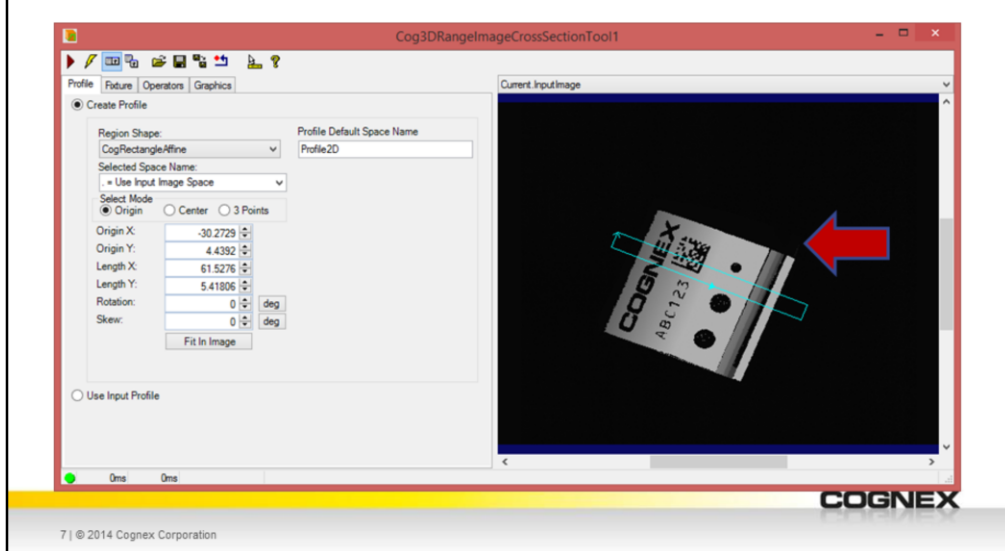 Cog3DRangeImageCrossSectionTool1
Profile Fixture Operators Graphics
Current.InputImage
Create Profile
Region Shape:
Profile Default Space Name
CogRectangleAffine
Profile2D
Selected Space Name:
. = Use Input Image Space
Select Mode
Origin Center 3 Points
Origin X: -30.2729
Origin Y: 4.4392
Length X: 61.5276
Length Y: 5.41806
Rotation: 0 deg
Skew: 0 deg
Fit In Image
Use Input Profile
COGNEX
ABC123
0ms 0ms
COGNEX
7 | © 2014 Cognex Corporation